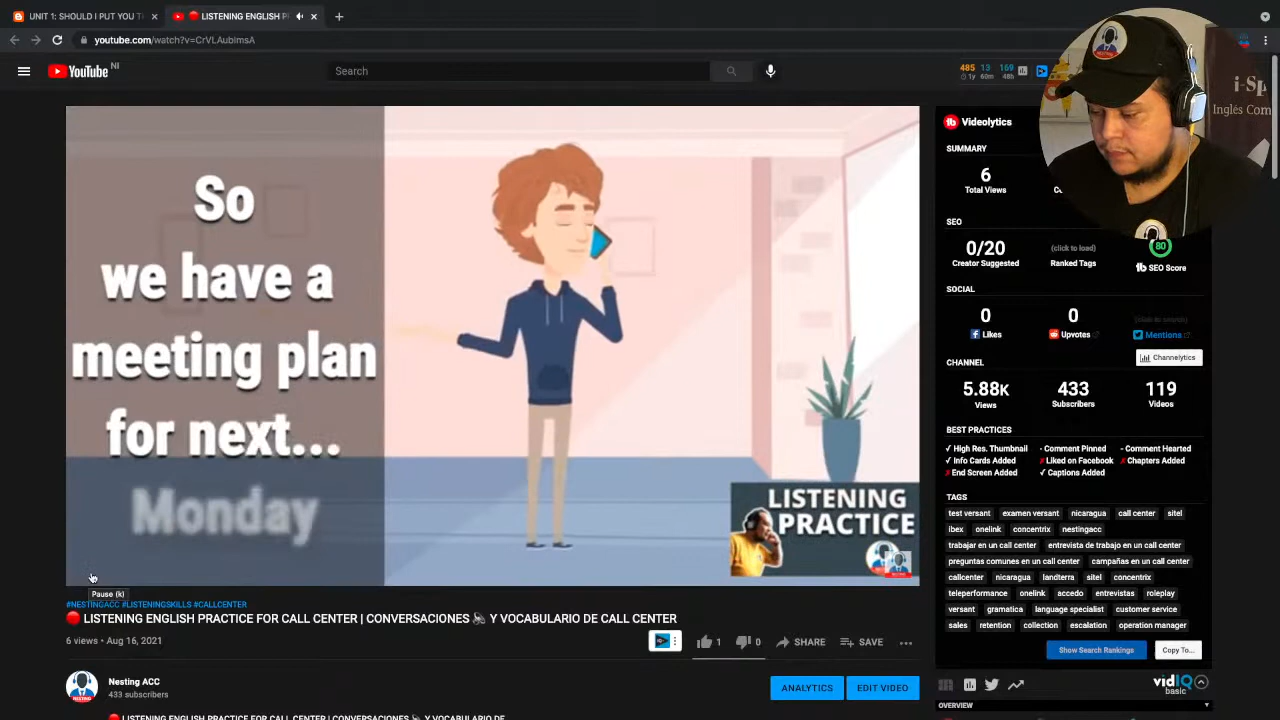 UNIT 1: SHOULD I PUT YOU T
LISTENING ENGLISH P
youtube.com/watch?v=CrVLAubImsA
YouTube NI
Search
485 13 169
1y 60m 48h
i-Sp
Inglés Com
So
we have a
meeting plan
for next...
Monday
LISTENING
PRACTICE
Pause (k)
#NESTINGACC #LISTENINGSKILLS #CALLCENTER
LISTENING ENGLISH PRACTICE FOR CALL CENTER | CONVERSACIONES Y VOCABULARIO DE CALL CENTER
6 views • Aug 16, 2021
1 0 SHARE SAVE
Nesting ACC
433 subscribers
ANALYTICS EDIT VIDEO
Videolytics
SUMMARY
6
Total Views
SEO
0/20 (click to load) 80
Creator Suggested Ranked Tags SEO Score
SOCIAL
0 0
Likes Upvotes Mentions
CHANNEL Channelytics
5.88K 433 119
Views Subscribers Videos
BEST PRACTICES
High Res. Thumbnail - Comment Pinned - Comment Hearted
Info Cards Added Liked on Facebook Chapters Added
End Screen Added Captions Added
TAGS
test versant examen versant nicaragua call center sitel
ibex onelink concentrix nestingacc
trabajar en un call center entrevista de trabajo en un call center
preguntas comunes en un call center campañas en un call center
callcenter nicaragua landterra sitel concentrix
teleperformance onelink accedo entrevistas roleplay
versant gramatica language specialist customer service
sales retention collection escalation operation manager
Show Search Rankings Copy To...
vidIQ
basic
OVERVIEW